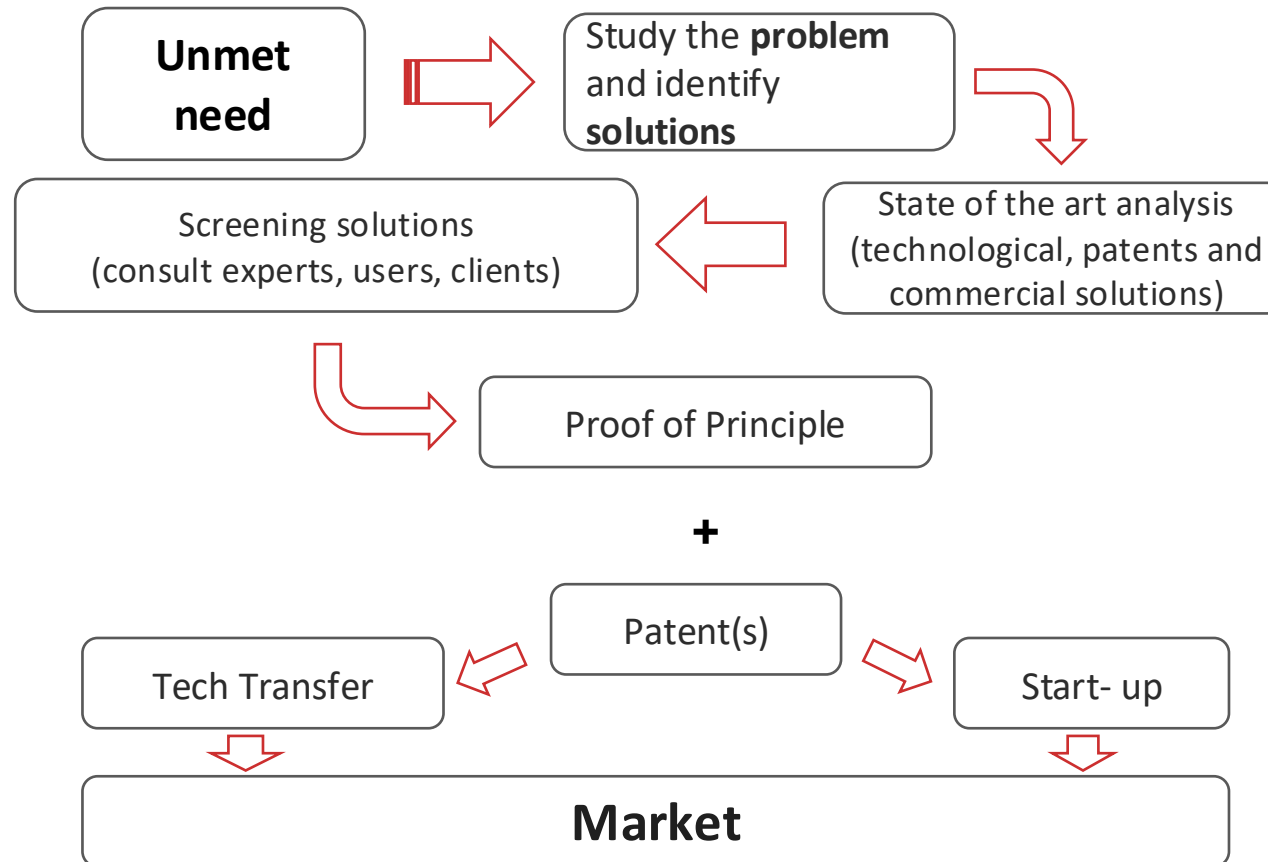 Unmet
need
Study the problem
and identify
solutions
State of the art analysis
(technological, patents and
commercial solutions)
Screening solutions
(consult experts, users, clients)
Proof of Principle
+
Patent(s)
Tech Transfer
Start- up
Market